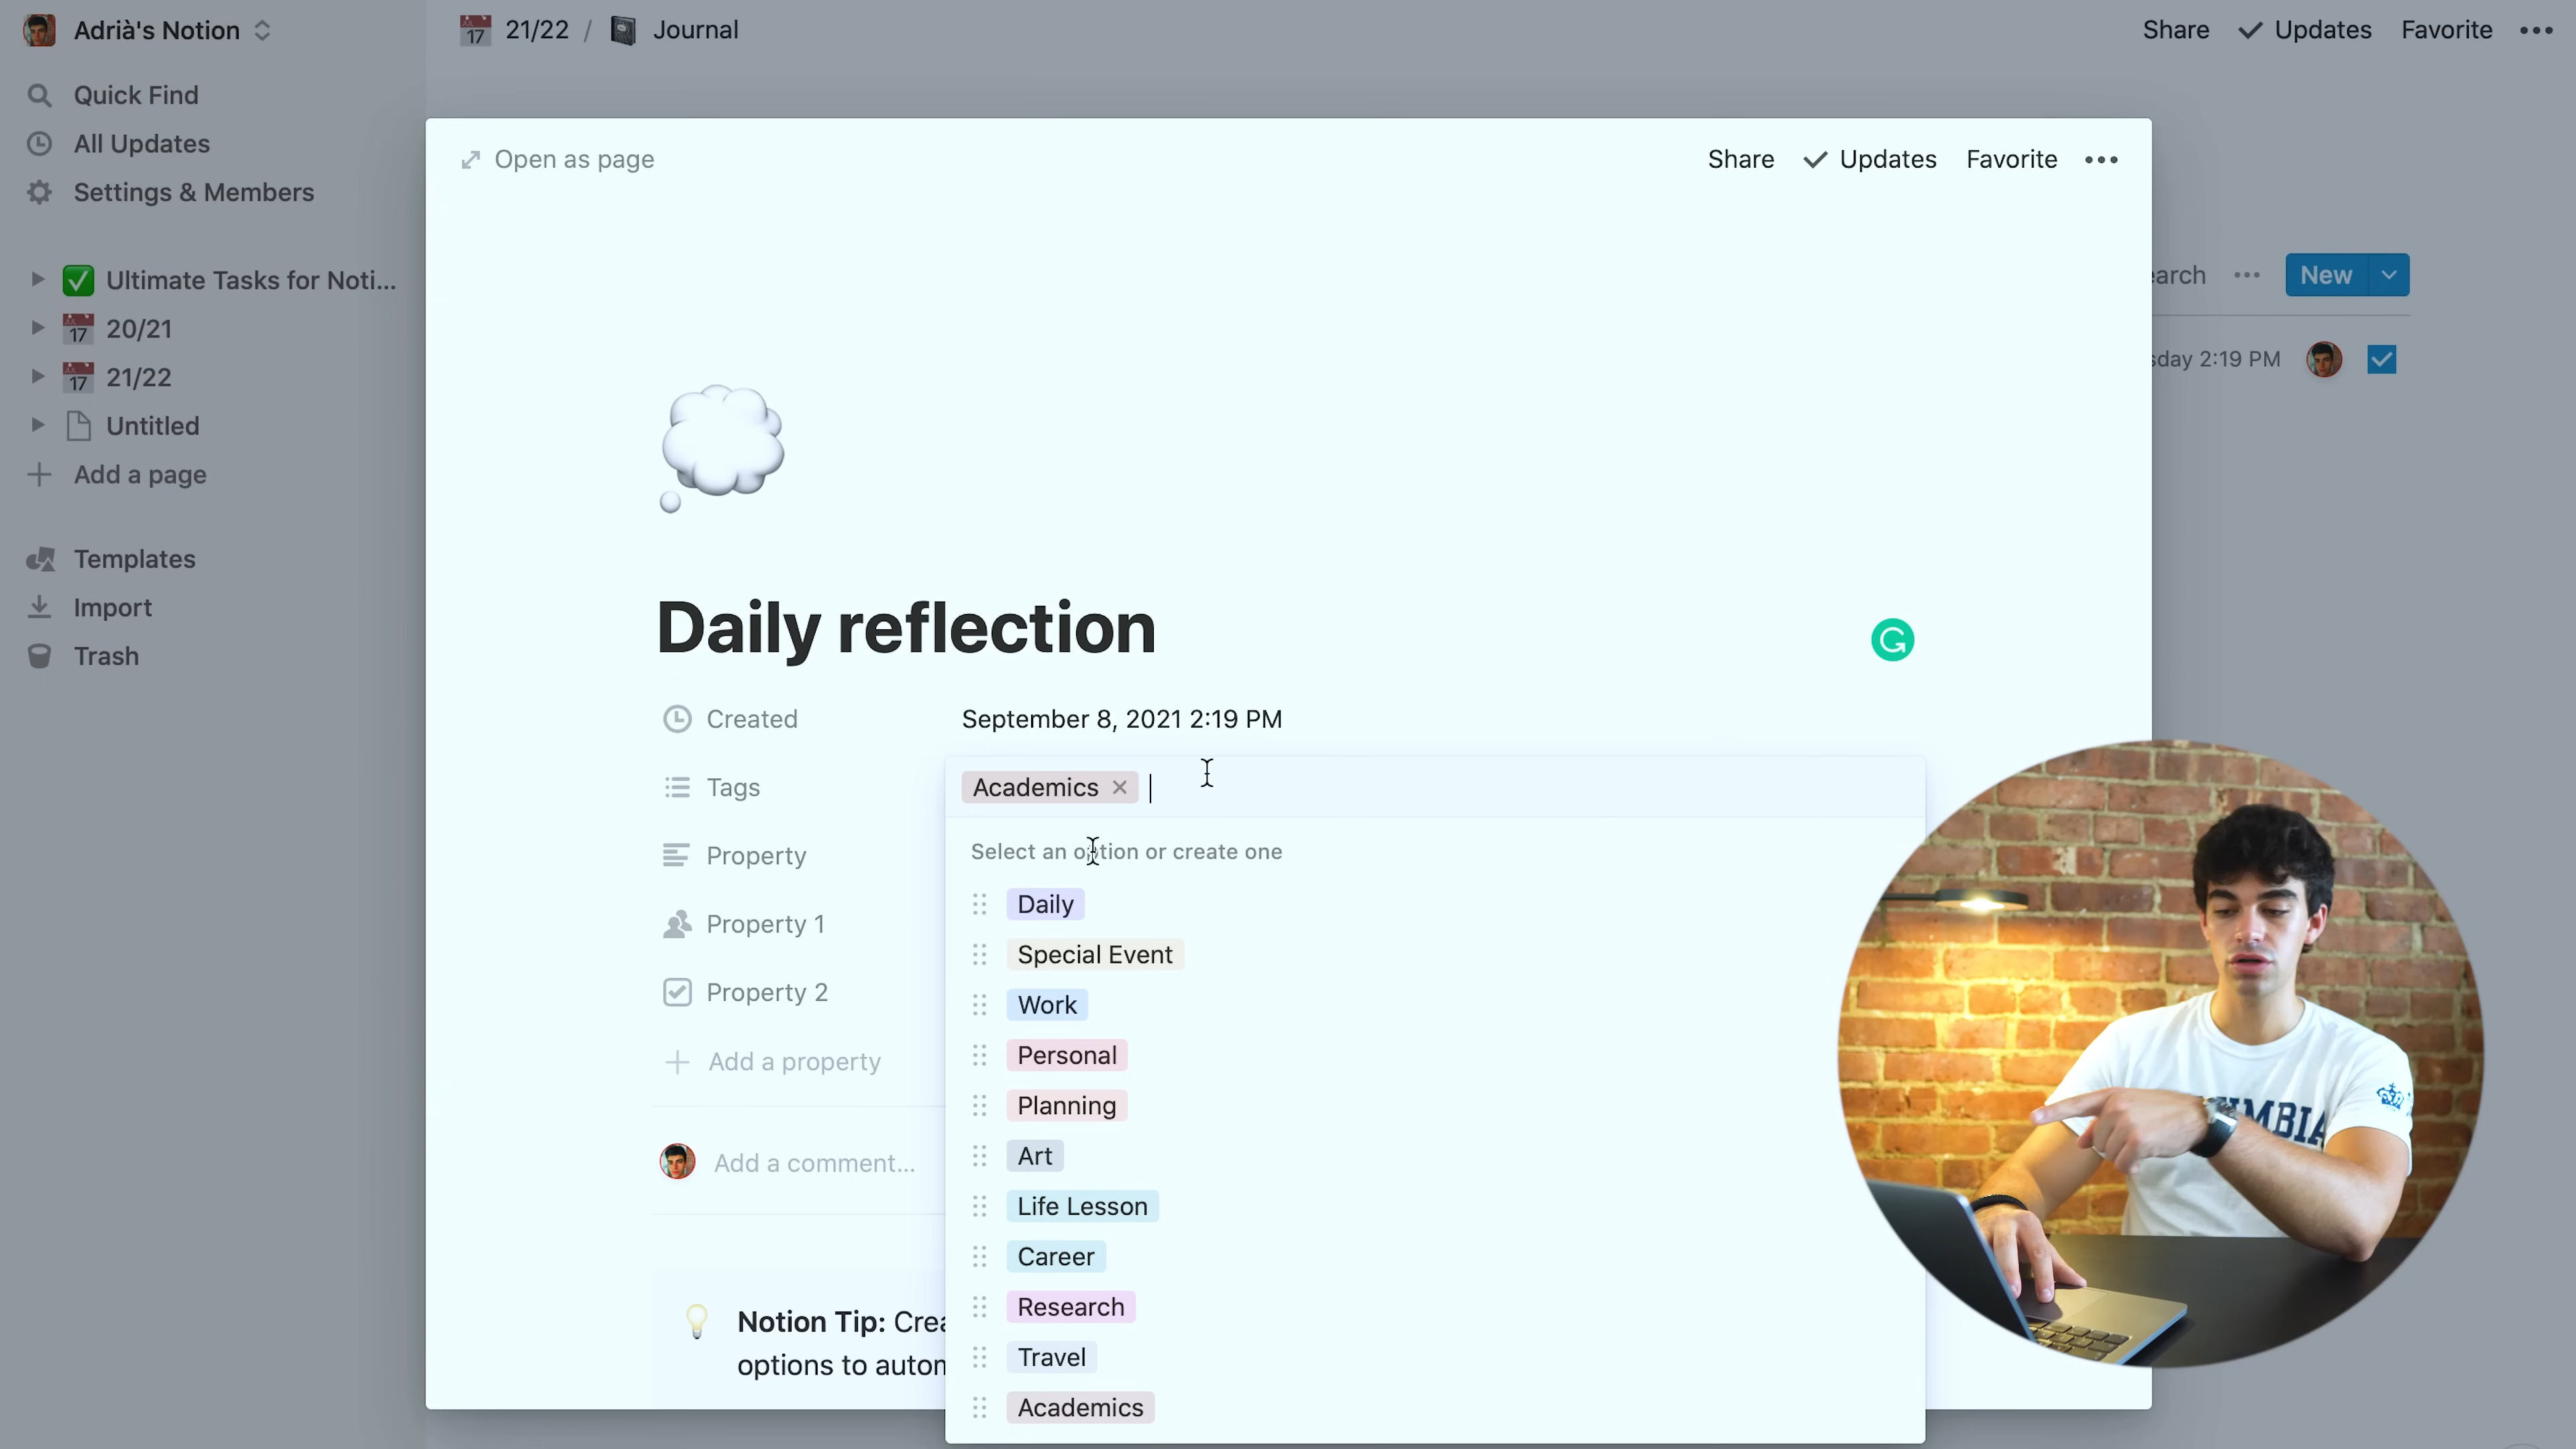 Adrià's Notion
21/22 / Journal
Share Updates Favorite
Quick Find
All Updates
Settings & Members
Ultimate Tasks for Noti...
20/21
21/22
Untitled
Add a page
Templates
Import
Trash
Open as page
Share Updates Favorite
earch
New
sday 2:19 PM
Daily reflection
Created September 8, 2021 2:19 PM
Tags Academics
Property
Property 1
Property 2
Add a property
Add a comment...
Notion Tip: Crea
options to autom
Select an option or create one
Daily
Special Event
Work
Personal
Planning
Art
Life Lesson
Career
Research
Travel
Academics
UMBIA